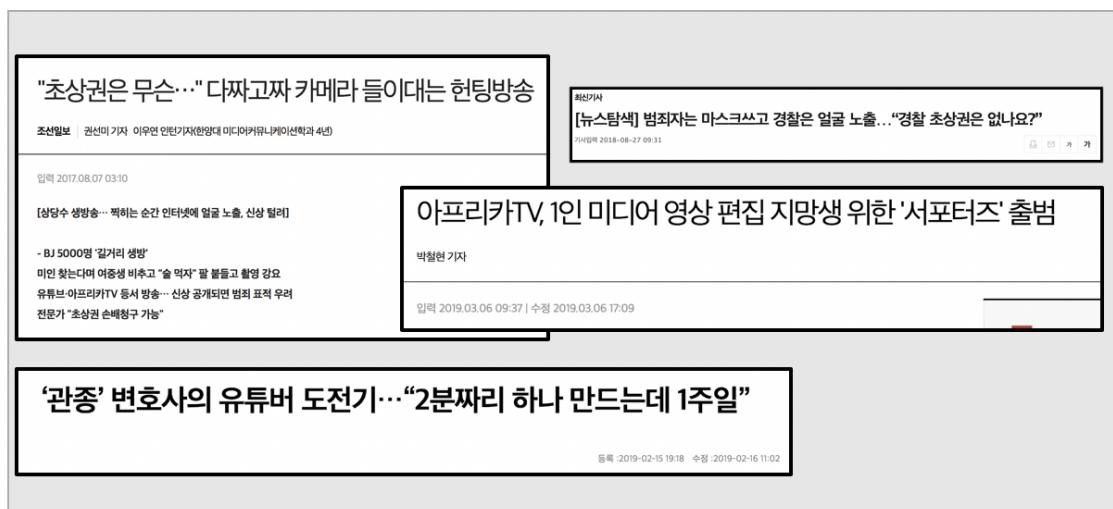 "초상권은 무슨…" 다짜고짜 카메라 들이대는 헌팅방송
조선일보 | 권선미 기자 이우연 인턴기자(한양대 미디어커뮤니케이션학과 4년)
입력 2017.08.07 03:10
[상당수 생방송… 찍히는 순간 인터넷에 얼굴 노출, 신상 털려]
- BJ 5000명 '길거리 생방'
미인 찾는다며 여중생 비추고 "술 먹자" 팔 붙들고 촬영 강요
유튜브·아프리카TV 등서 방송… 신상 공개되면 범죄 표적 우려
전문가 "초상권 손배청구 가능"
최신기사
[뉴스탐색] 범죄자는 마스크쓰고 경찰은 얼굴 노출…“경찰 초상권은 없나요?”
기사입력 2018-08-27 09:31
가 가
아프리카TV, 1인 미디어 영상 편집 지망생 위한 '서포터즈' 출범
박철현 기자
입력 2019.03.06 09:37 | 수정 2019.03.06 17:09
‘관종’ 변호사의 유튜버 도전기…“2분짜리 하나 만드는데 1주일”
등록 :2019-02-15 19:18 수정 :2019-02-16 11:02